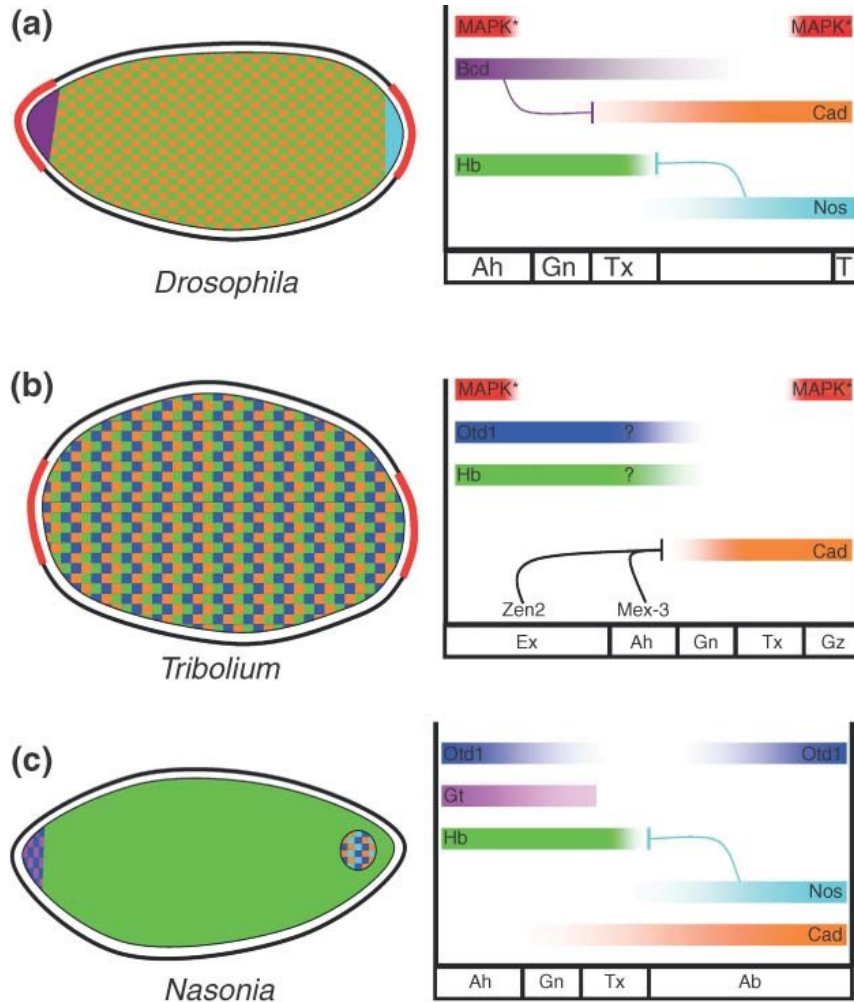 (a)
MAPK* MAPK*
Bcd
Cad
Hb
Nos
Ah Gn Tx T
Drosophila
(b)
MAPK* MAPK*
Otd1 ?
Hb ?
Cad
Zen2 Mex-3
Ex Ah Gn Tx Gz
Tribolium
(c)
Otd1 Otd1
Gt
Hb
Nos
Cad
Ah Gn Tx Ab
Nasonia